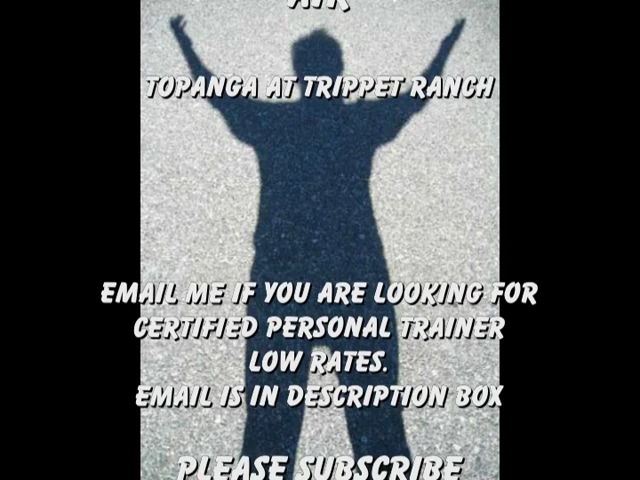 TOPANGA AT TRIPPET RANCH
EMAIL ME IF YOU ARE LOOKING FOR
CERTIFIED PERSONAL TRAINER
LOW RATES.
EMAIL IS IN DESCRIPTION BOX
PLEASE SUBSCRIBE